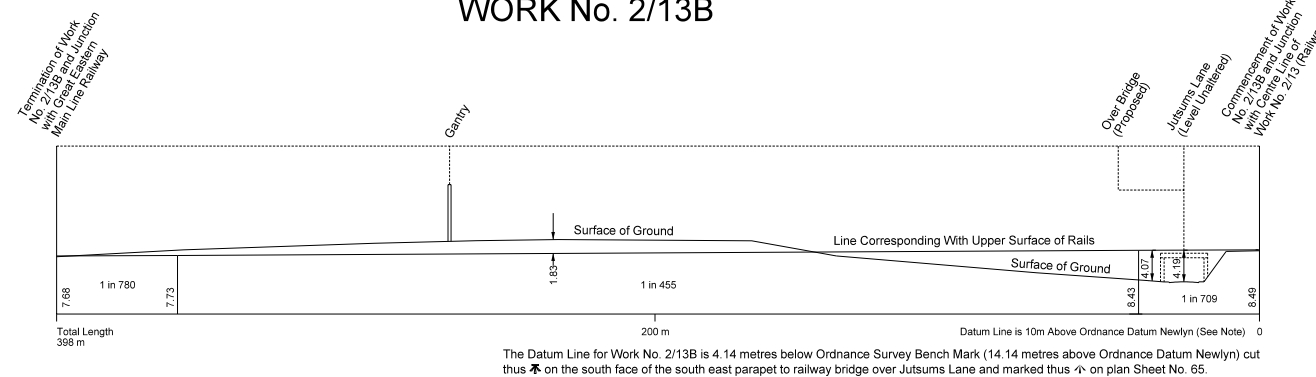 WORK No. 2/13B
Termination of Work
No. 2/13B and Junction
with Great Eastern
Main Line Railway
Gantry
Over Bridge
(Proposed)
Jutsums Lane
(Level Unaltered)
Commencement of Work
No. 2/13B and Junction
with Centre Line of
Work No. 2/13 (Railw
Surface of Ground
Line Corresponding With Upper Surface of Rails
Surface of Ground
7.68
1 in 780
7.73
1.83
1 in 455
8.43
4.07
4.19
1 in 709
8.49
Total Length
398 m
200 m
Datum Line is 10m Above Ordnance Datum Newlyn (See Note)
0
The Datum Line for Work No. 2/13B is 4.14 metres below Ordnance Survey Bench Mark (14.14 metres above Ordnance Datum Newlyn) cut
thus on the south face of the south east parapet to railway bridge over Jutsums Lane and marked thus on plan Sheet No. 65.